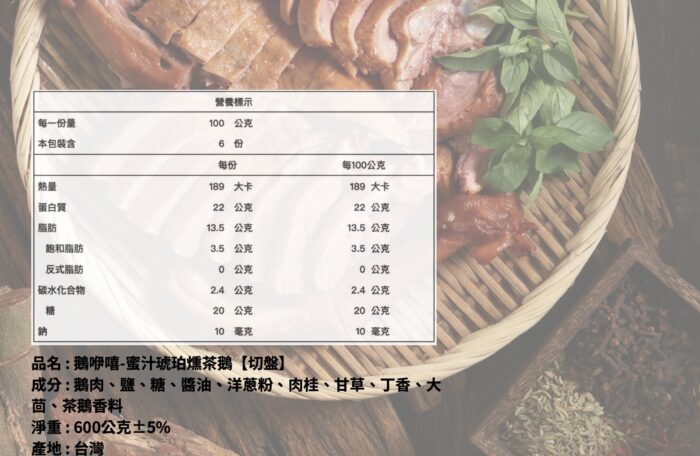 營養標示
每一份量 100 公克
本包裝含 6 份
每份 每100公克
熱量 189 大卡 189 大卡
蛋白質 22 公克 22 公克
脂肪 13.5 公克 13.5 公克
飽和脂肪 3.5 公克 3.5 公克
反式脂肪 0 公克 0 公克
碳水化合物 2.4 公克 2.4 公克
糖 20 公克 20 公克
鈉 10 毫克 10 毫克
品名 : 鵝咿嘻-蜜汁琥珀燻茶鵝【切盤】
成分 : 鵝肉、鹽、糖、醬油、洋蔥粉、肉桂、甘草、丁香、大
茴、茶鵝香料
淨重 : 600公克±5%
產地 : 台灣